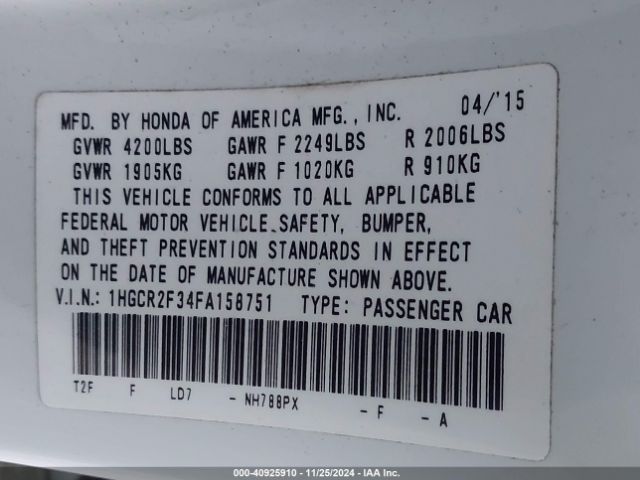 MFD. BY HONDA OF AMERICA MFG., INC. 04/'15
GVWR 4200LBS GAWR F 2249LBS R 2006LBS
GVWR 1905KG GAWR F 1020KG R 910KG
THIS VEHICLE CONFORMS TO ALL APPLICABLE
FEDERAL MOTOR VEHICLE SAFETY, BUMPER,
AND THEFT PREVENTION STANDARDS IN EFFECT
ON THE DATE OF MANUFACTURE SHOWN ABOVE.
V.I.N.: 1HGCR2F34FA158751 TYPE: PASSENGER CAR
T2F F LD7 - NH788PX - F - A
000-40925910 - 11/25/2024 - IAA Inc.